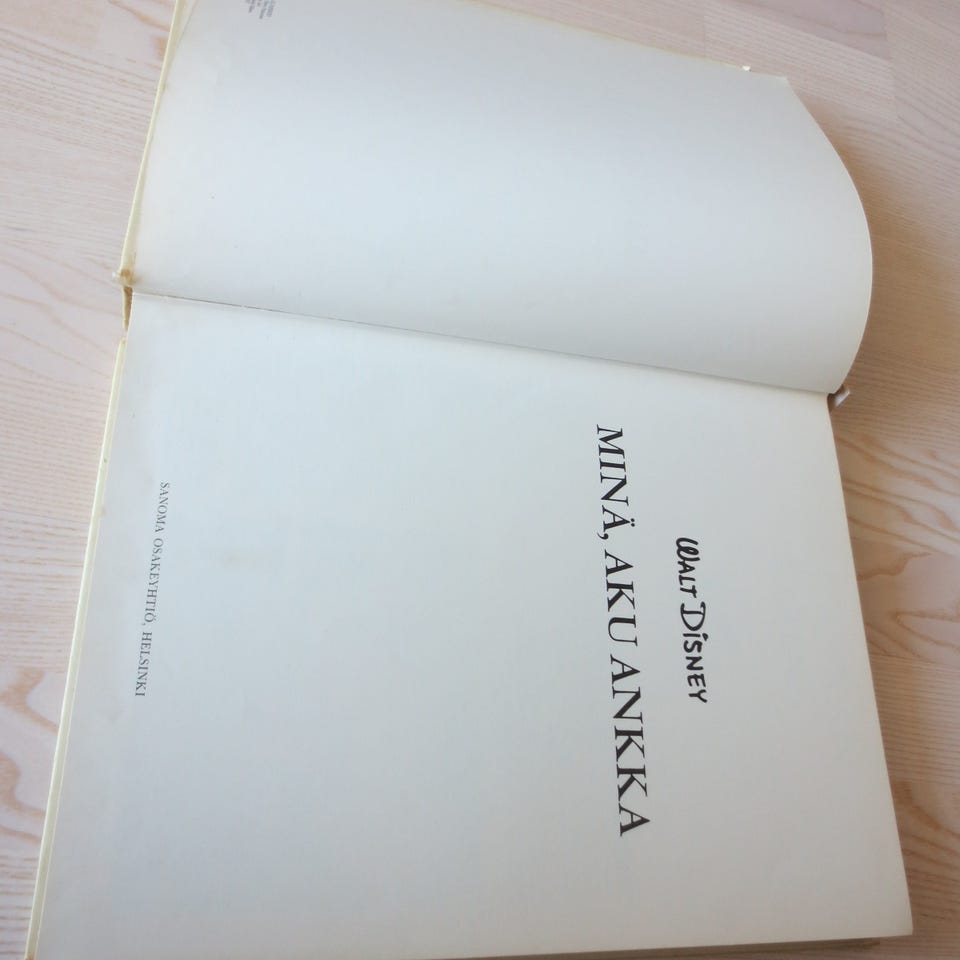 WALT DISNEY
MINÄ, AKU ANKKA
SANOMA OSAKEYHTIÖ, HELSINKI